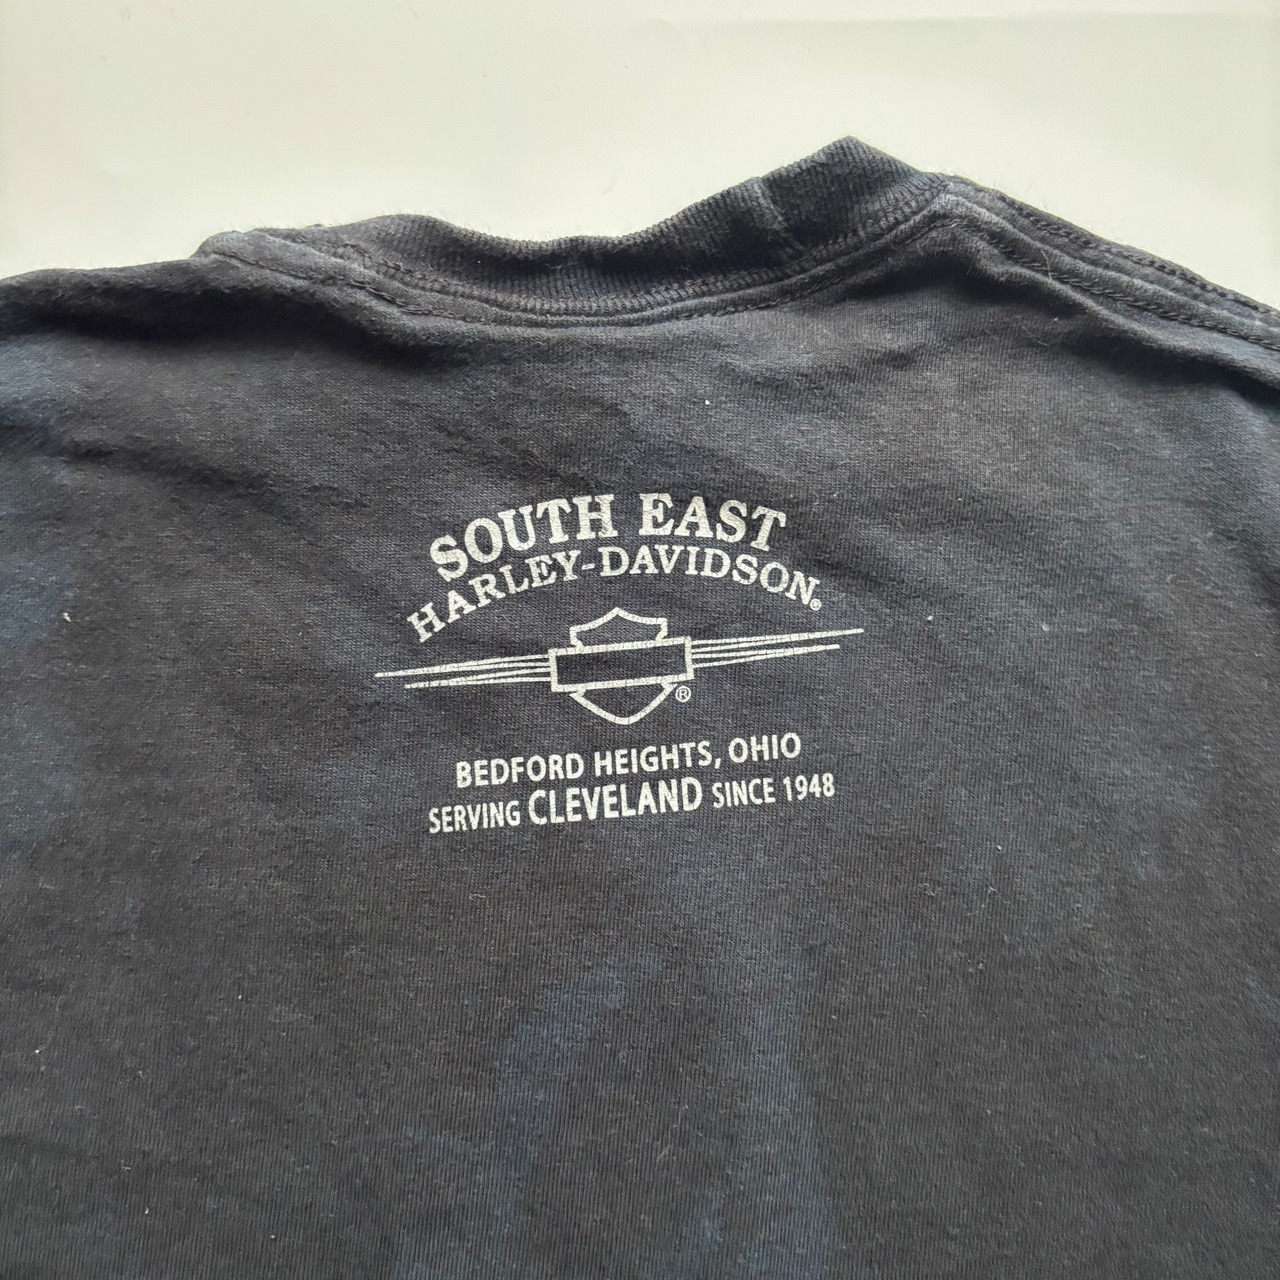 SOUTH EAST
HARLEY-DAVIDSON®
®
BEDFORD HEIGHTS, OHIO
SERVING CLEVELAND SINCE 1948